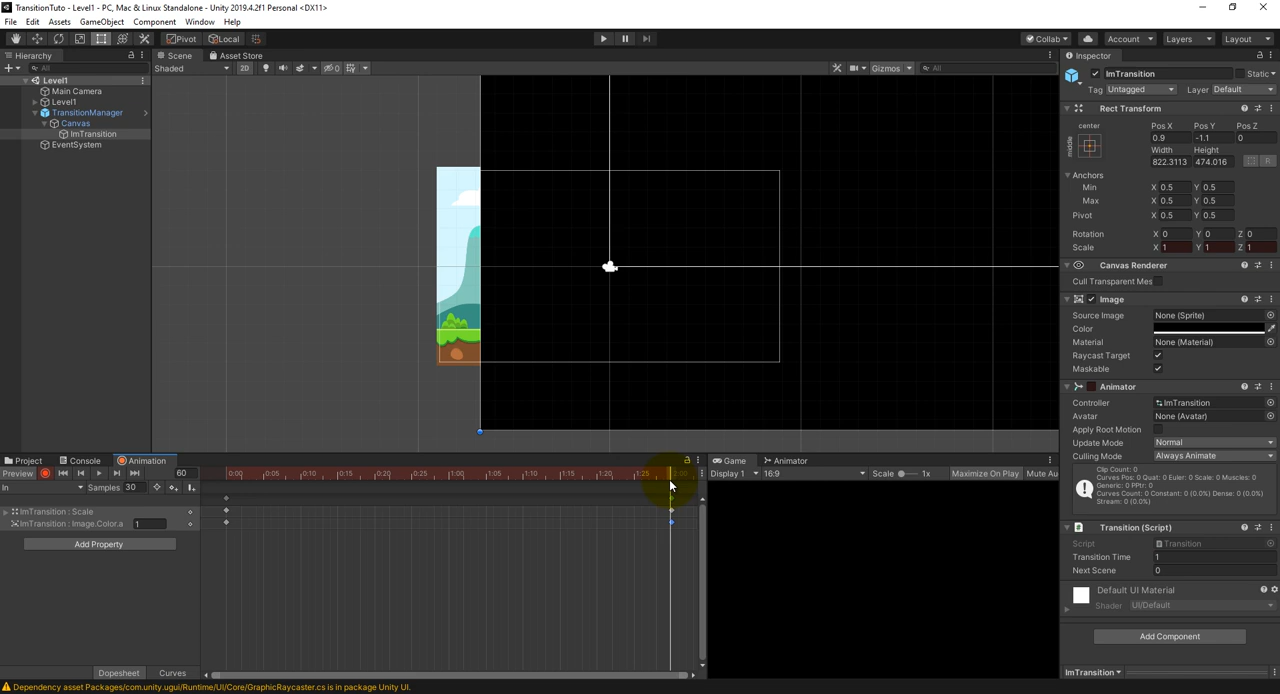 TransitionTuto - Level1 - PC, Mac & Linux Standalone - Unity 2019.4.2f1 Personal <DX11>
File Edit Assets GameObject Component Window Help
Pivot Local Collab Account Layers Layout
Hierarchy
All
Level1
Main Camera
Level1
TransitionManager
Canvas
ImTransition
EventSystem
Scene Asset Store
Shaded 2D 0 Gizmos All
Inspector
ImTransition Static
Tag Untagged Layer Default
Rect Transform
center
middle
Pos X Pos Y Pos Z
0.9 -1.1 0
Width Height
822.3113 474.016 R
Anchors
Min X 0.5 Y 0.5
Max X 0.5 Y 0.5
Pivot X 0.5 Y 0.5
Rotation X 0 Y 0 Z 0
Scale X 1 Y 1 Z 1
Canvas Renderer
Cull Transparent Mes
Image
Source Image None (Sprite)
Color
Material None (Material)
Raycast Target
Maskable
Animator
Controller ImTransition
Avatar None (Avatar)
Apply Root Motion
Update Mode Normal
Culling Mode Always Animate
Clip Count: 0
Curves Pos: 0 Quat: 0 Euler: 0 Scale: 0 Muscles: 0
Generic: 0 PPtr: 0
Curves Count: 0 Constant: 0 (0.0%) Dense: 0 (0.0%)
Stream: 0 (0.0%)
Transition (Script)
Script Transition
Transition Time 1
Next Scene 0
Default UI Material
Shader UI/Default
Add Component
ImTransition
Project Console Animation
Preview 60 0:00 0:05 0:10 0:15 0:20 0:25 1:00 1:05 1:10 1:15 1:20 1:25 2:00
In Samples 30
ImTransition : Scale
ImTransition : Image.Color.a 1
Add Property
Dopesheet Curves
Game Animator
Display 1 16:9 Scale 1x Maximize On Play Mute Au
Dependency asset Packages/com.unity.ugui/Runtime/UI/Core/GraphicRaycaster.cs is in package Unity UI.